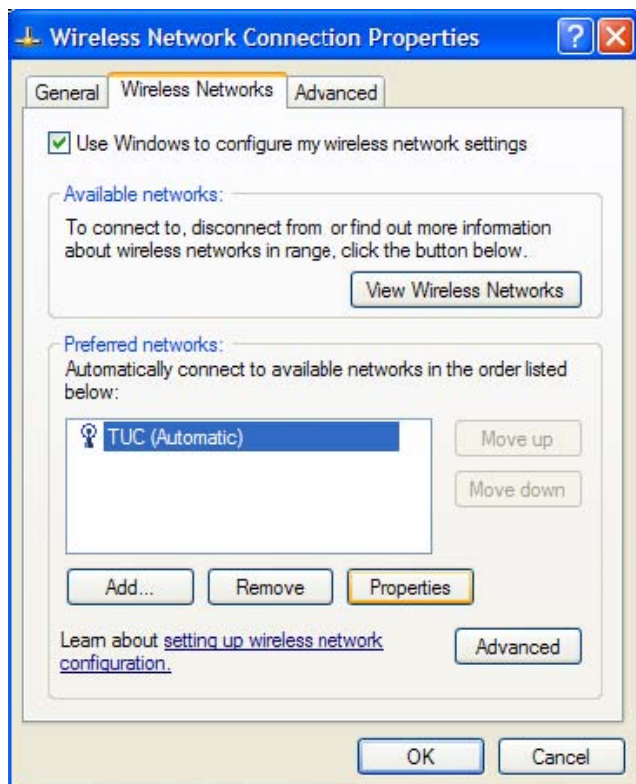 Wireless Network Connection Properties
?
X
General
Wireless Networks
Advanced
Use Windows to configure my wireless network settings
Available networks:
To connect to, disconnect from or find out more information
about wireless networks in range, click the button below.
View Wireless Networks
Preferred networks:
Automatically connect to available networks in the order listed
below:
TUC (Automatic)
Move up
Move down
Add...
Remove
Properties
Learn about setting up wireless network
configuration.
Advanced
OK
Cancel